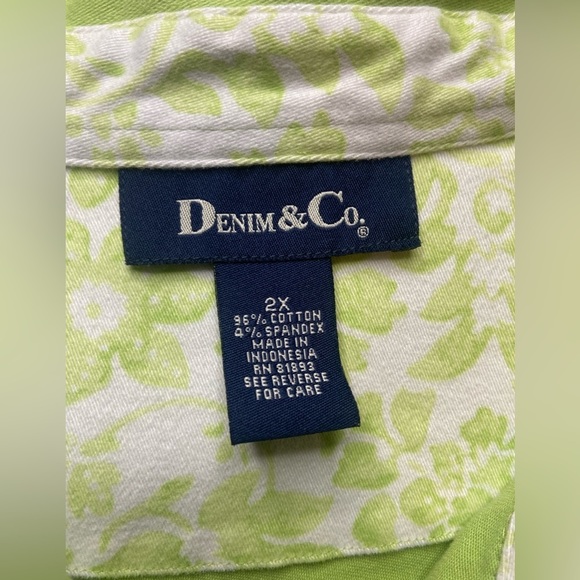 DENIM & CO.®
2X
96% COTTON
4% SPANDEX
MADE IN
INDONESIA
RN 81893
SEE REVERSE
FOR CARE